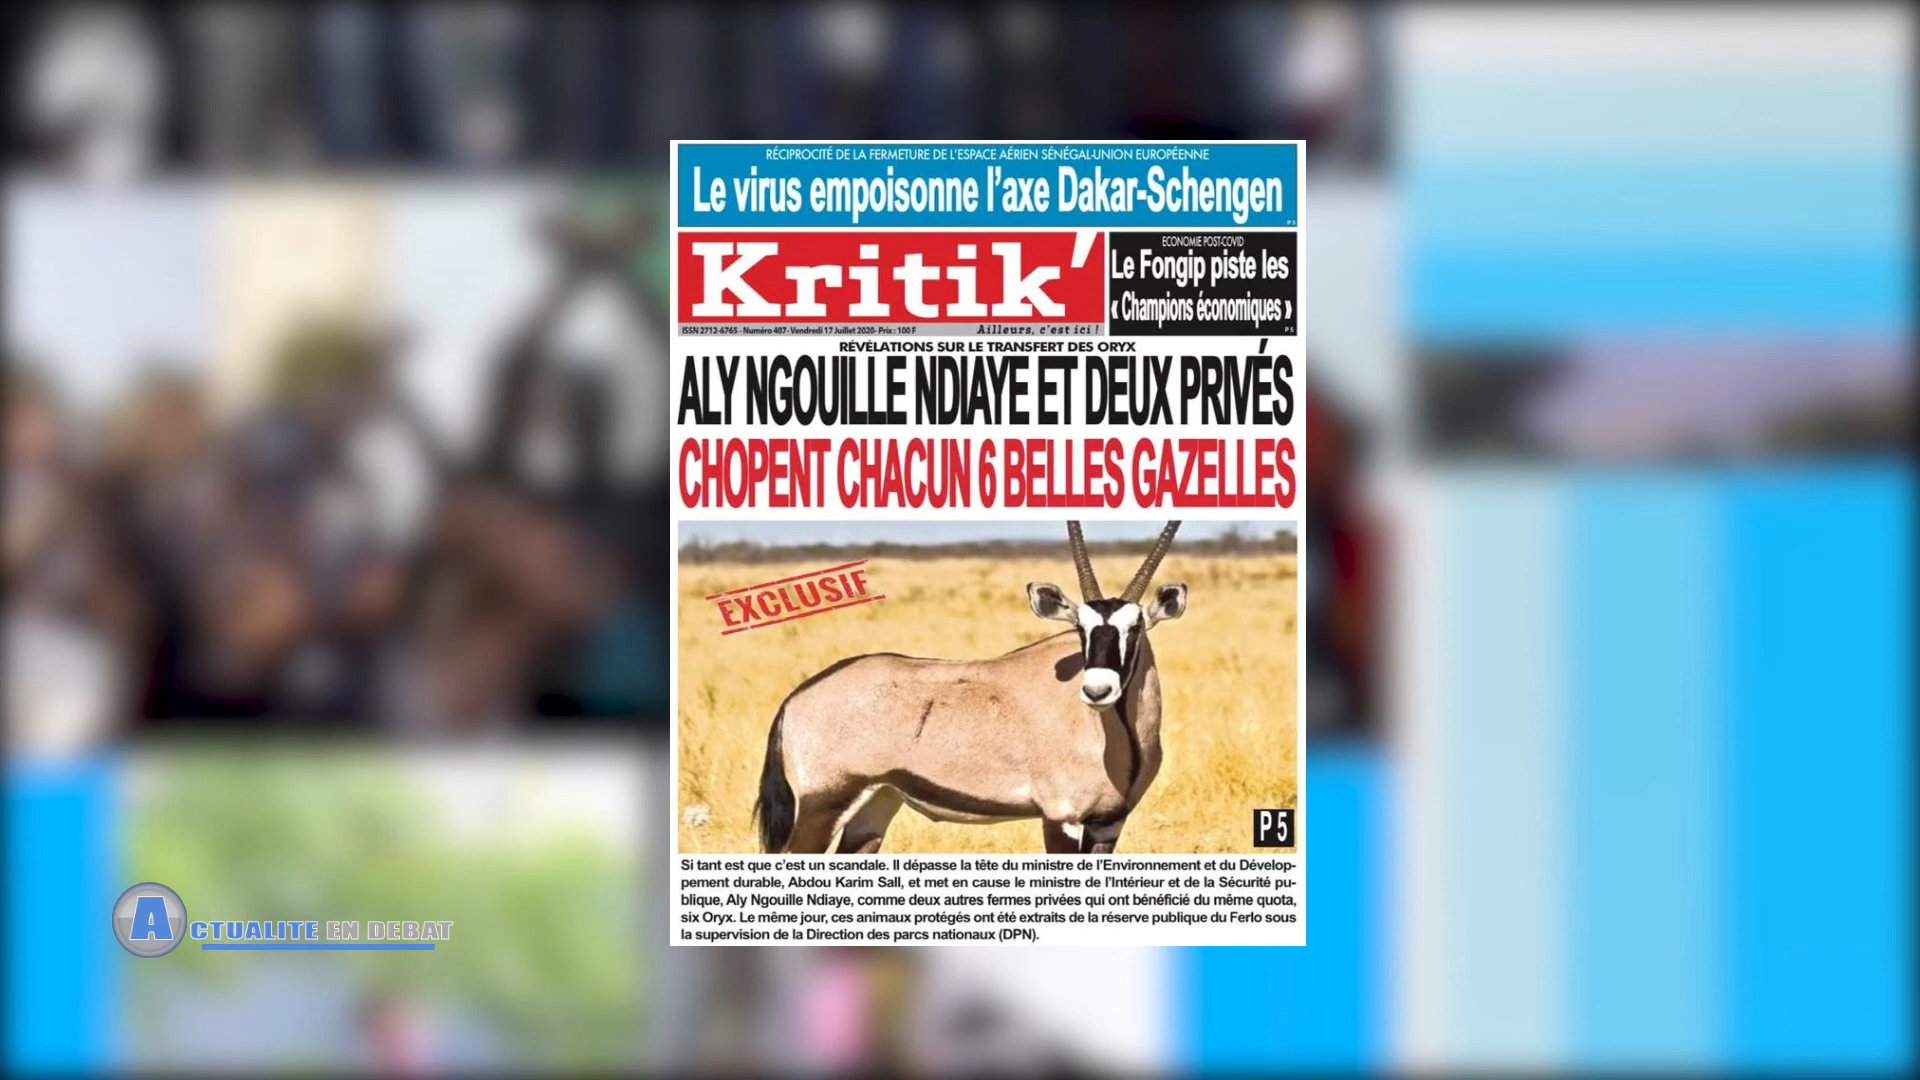 RÉCIPROCITÉ DE LA FERMETURE DE L'ESPACE AÉRIEN SÉNÉGAL-UNION EUROPÉENNE
Le virus empoisonne l'axe Dakar-Schengen
P 3
Kritik'
ISSN 2712-6765 - Numéro 407- Vendredi 17 Juillet 2020- Prix : 100 F
Ailleurs, c'est ici !
ECONOMIE POST-COVID
Le Fongip piste les
« Champions économiques »
P 5
RÉVÉLATIONS SUR LE TRANSFERT DES ORYX
ALY NGOUILLE NDIAYE ET DEUX PRIVÉS
CHOPENT CHACUN 6 BELLES GAZELLES
EXCLUSIF
P 5
Si tant est que c'est un scandale. Il dépasse la tête du ministre de l'Environnement et du Dévelop-
pement durable, Abdou Karim Sall, et met en cause le ministre de l'Intérieur et de la Sécurité pu-
blique, Aly Ngouille Ndiaye, comme deux autres fermes privées qui ont bénéficié du même quota,
six Oryx. Le même jour, ces animaux protégés ont été extraits de la réserve publique du Ferlo sous
la supervision de la Direction des parcs nationaux (DPN).
ACTUALITE EN DEBAT